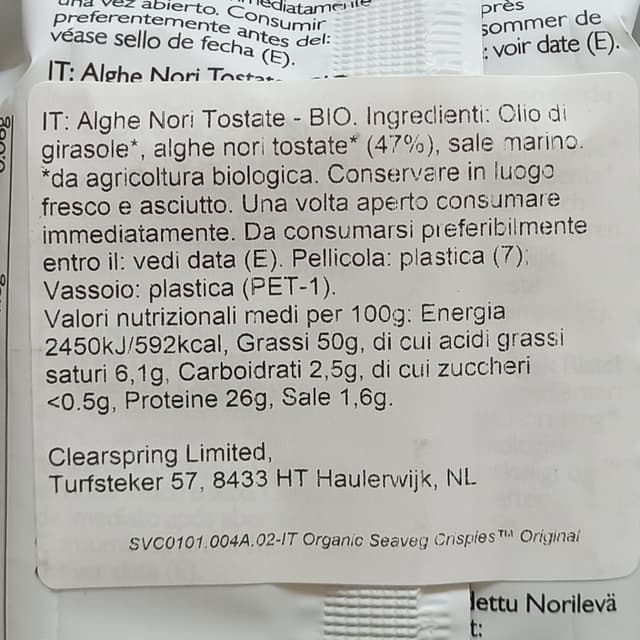 una vez abierto. Consumir
preferentemente antes del:
véase sello de fecha (E).
près
sommer de
: voir date (E).
IT: Alghe Nori Tostate
IT: Alghe Nori Tostate - BIO. Ingredienti: Olio di
girasole*, alghe nori tostate* (47%), sale marino.
*da agricoltura biologica. Conservare in luogo
fresco e asciutto. Una volta aperto consumare
immediatamente. Da consumarsi preferibilmente
entro il: vedi data (E). Pellicola: plastica (7);
Vassoio: plastica (PET-1).
Valori nutrizionali medi per 100g: Energia
2450kJ/592kcal, Grassi 50g, di cui acidi grassi
saturi 6,1g, Carboidrati 2,5g, di cui zuccheri
<0.5g, Proteine 26g, Sale 1,6g.
Clearspring Limited,
Turfsteker 57, 8433 HT Haulerwijk, NL
SVC0101.004A.02-IT Organic Seaveg Crispies™ Original
lettu Norilevä
t: